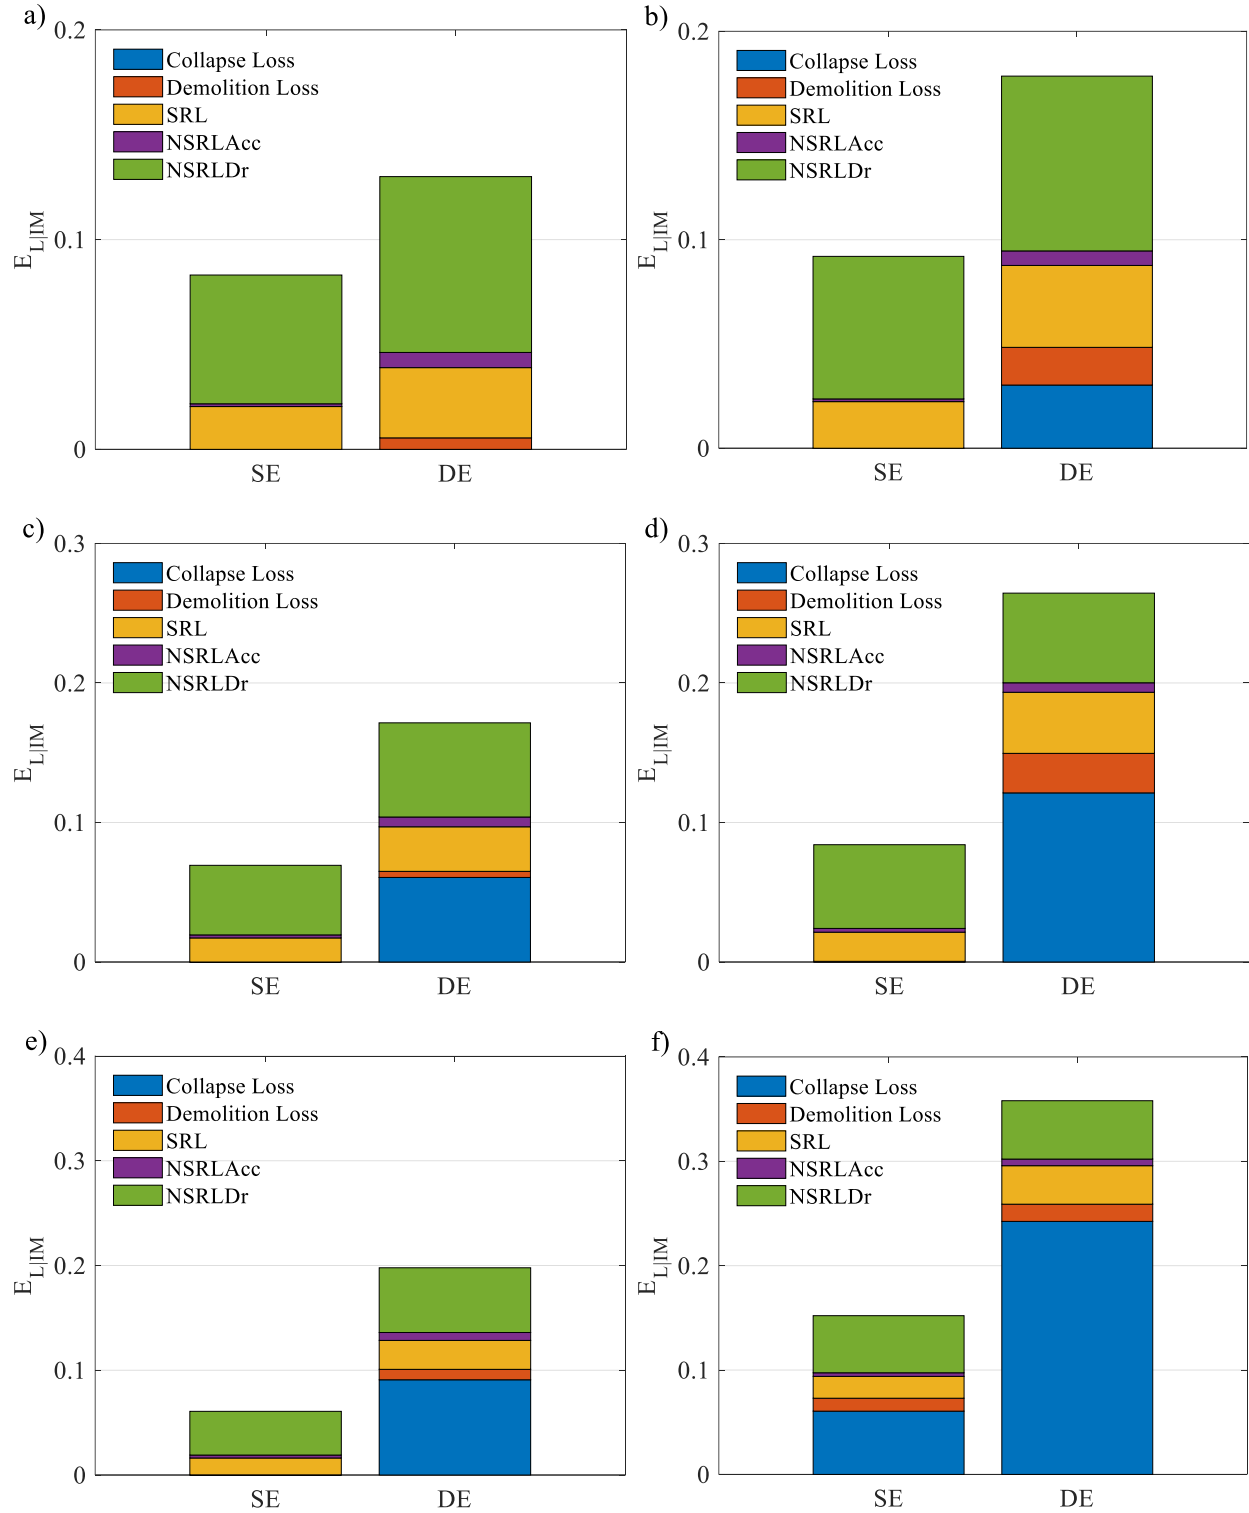 a)
0.2
Collapse Loss
Demolition Loss
SRL
NSRLAcc
NSRLDr
0.1
0
E_L|IM
SE DE
b)
0.2
Collapse Loss
Demolition Loss
SRL
NSRLAcc
NSRLDr
0.1
0
E_L|IM
SE DE
c)
0.3
Collapse Loss
Demolition Loss
SRL
NSRLAcc
NSRLDr
0.2
0.1
0
E_L|IM
SE DE
d)
0.3
Collapse Loss
Demolition Loss
SRL
NSRLAcc
NSRLDr
0.2
0.1
0
E_L|IM
SE DE
e)
0.4
Collapse Loss
Demolition Loss
SRL
NSRLAcc
NSRLDr
0.3
0.2
0.1
0
E_L|IM
SE DE
f)
0.4
Collapse Loss
Demolition Loss
SRL
NSRLAcc
NSRLDr
0.3
0.2
0.1
0
E_L|IM
SE DE